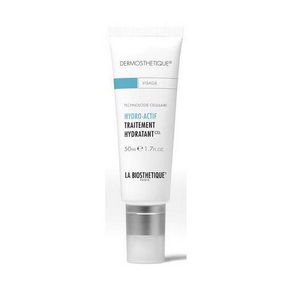 DERMOSTHETIQUE®
VISAGE
TECHNOLOGIE CELLULAIRE
HYDRO-ACTIF
TRAITEMENT
HYDRATANT
50ml e 1.7fl.oz
LA BIOSTHETIQUE®
PARIS